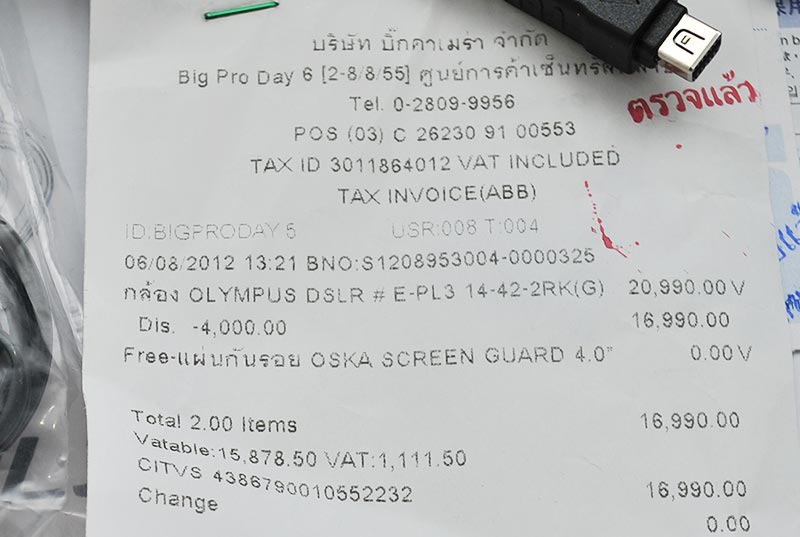 บริษัท บิ๊กคาเมร่า จำกัด
Big Pro Day 6 [2-8/8/55] ศูนย์การค้าเซ็นทรัล
Tel. 0-2809-9956
ตรวจแล้ว
POS (03) C 26230 91 00553
TAX ID 3011864012 VAT INCLUDED
TAX INVOICE(ABB)
ID:BIGPRODAY 5 USR:008 T:004
06/08/2012 13:21 BNO:S1208953004-0000325
กล้อง OLYMPUS DSLR # E-PL3 14-42-2RK(G) 20,990.00 V
Dis. -4,000.00 16,990.00
Free-แผ่นกันรอย OSKA SCREEN GUARD 4.0" 0.00 V
Total 2.00 Items 16,990.00
Vatable:15,878.50 VAT:1,111.50
CITVS 4386790010552232 16,990.00
Change 0.00